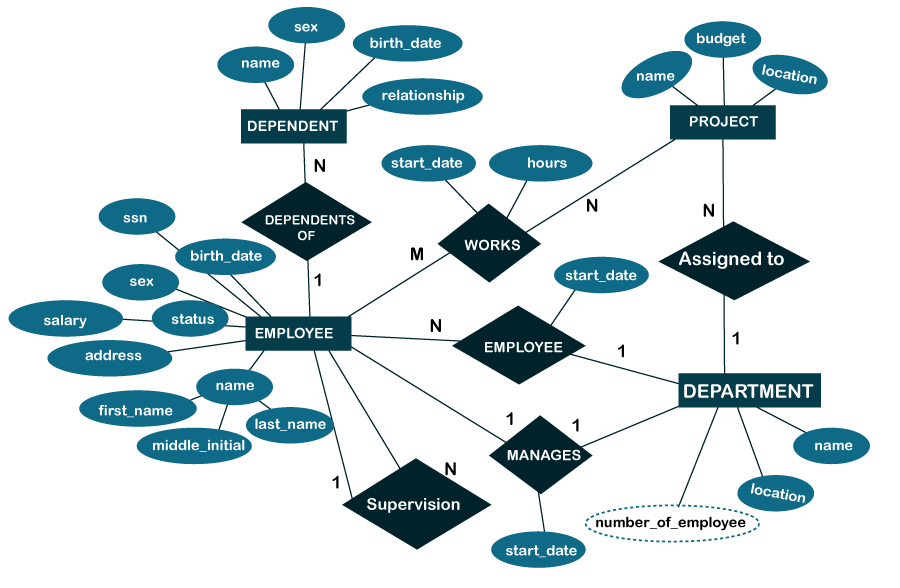 sex
name
birth_date
relationship
DEPENDENT
budget
name
location
PROJECT
N
start_date
hours
N
N
ssn
DEPENDENTS
OF
WORKS
M
birth_date
Assigned to
sex
1
start_date
salary
status
EMPLOYEE
N
EMPLOYEE
1
1
address
name
DEPARTMENT
first_name
last_name
middle_initial
1
1
name
MANAGES
N
1
Supervision
location
number_of_employee
start_date